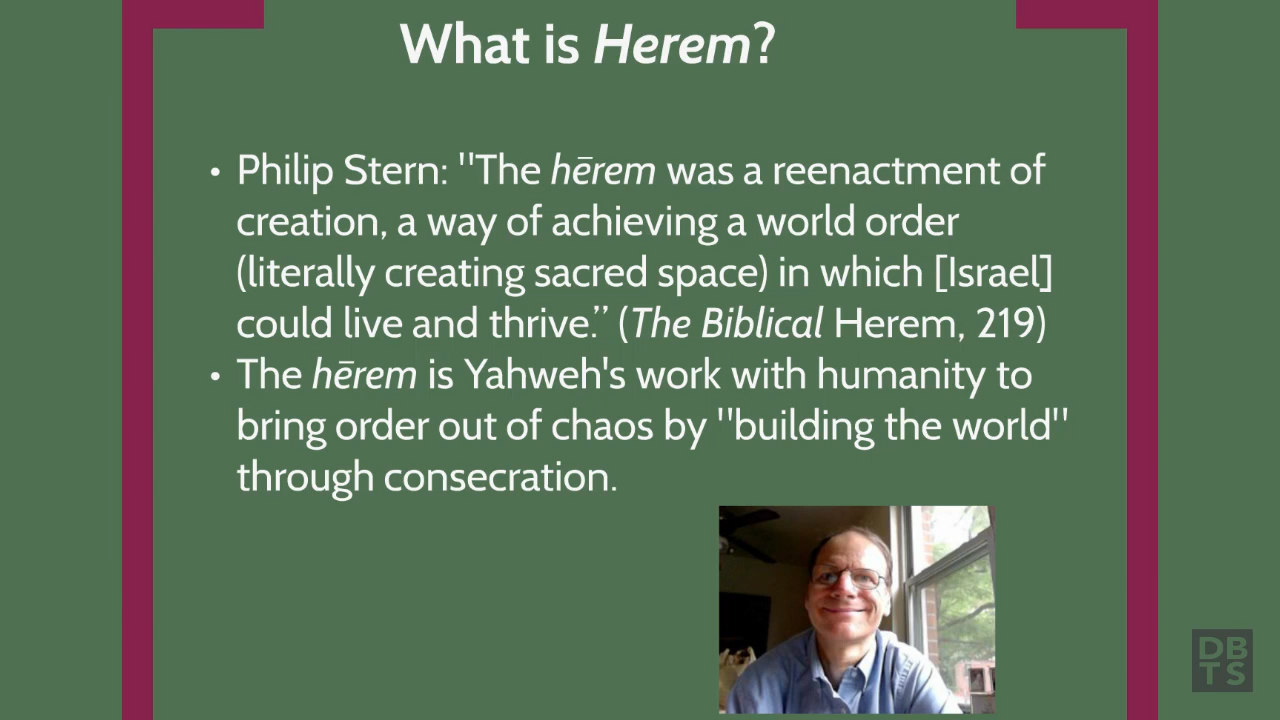 What is Herem?
• Philip Stern: "The hērem was a reenactment of
creation, a way of achieving a world order
(literally creating sacred space) in which [Israel]
could live and thrive.” (The Biblical Herem, 219)
• The hērem is Yahweh's work with humanity to
bring order out of chaos by "building the world"
through consecration.
DB
TS